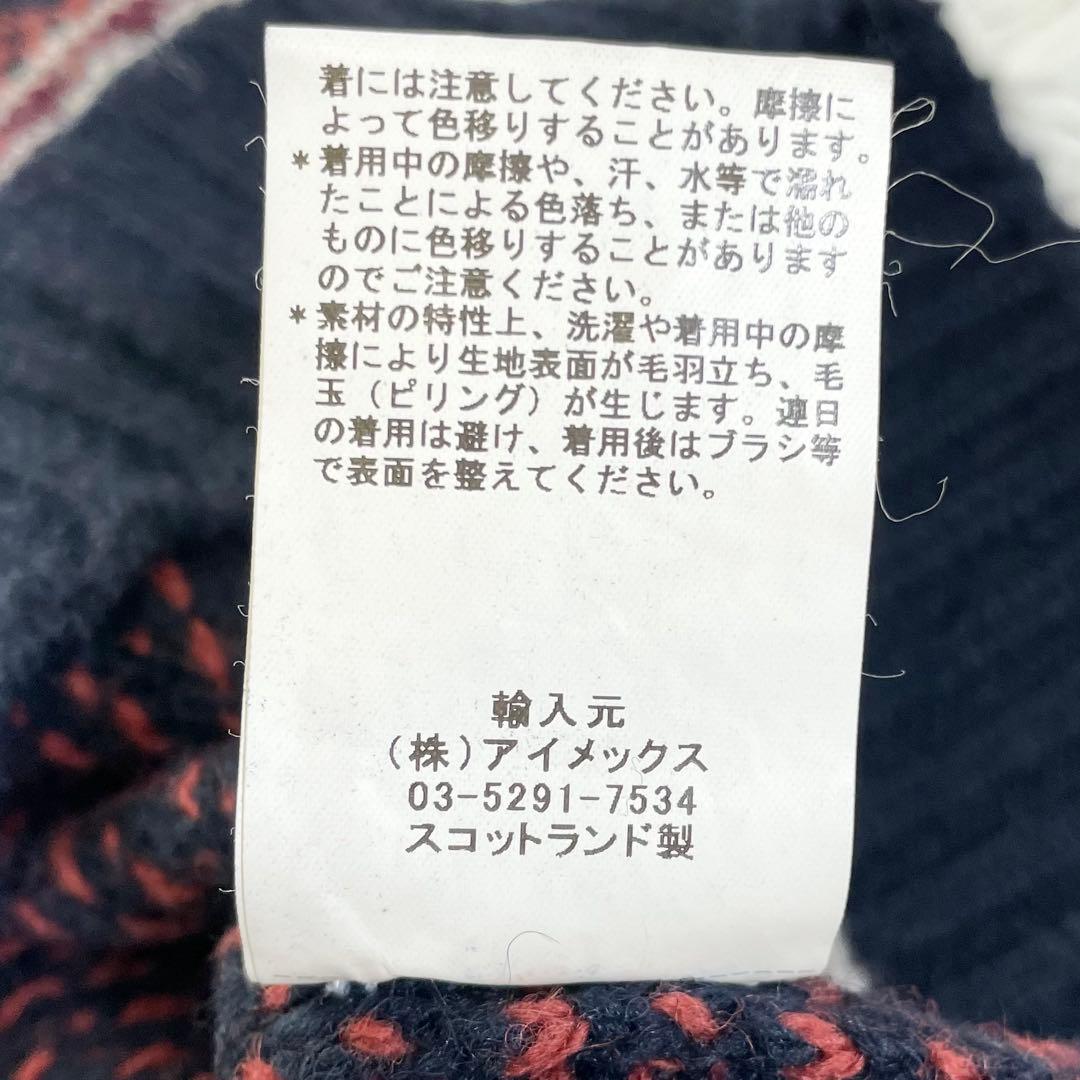 着には注意してください。摩擦に
よって色移りすることがあります。
*着用中の摩擦や、汗、水等で濡れ
たことによる色落ち、または他の
ものに色移りすることがあります
のでご注意ください。
*素材の特性上、洗濯や着用中の摩
擦により生地表面が毛羽立ち、毛
玉(ピリング)が生じます。連日
の着用は避け、着用後はブラシ等
で表面を整えてください。
輸入元
(株)アイメックス
03-5291-7534
スコットランド製